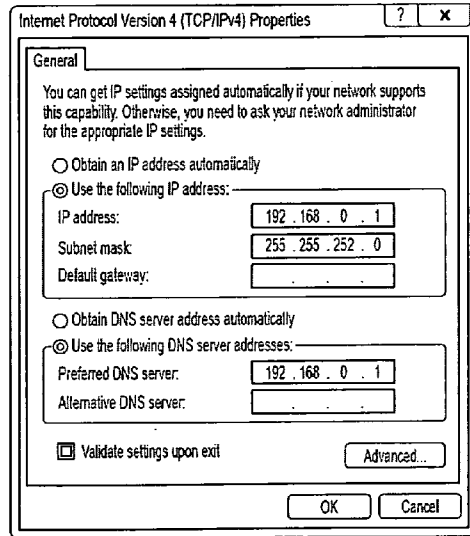 Internet Protocol Version 4 (TCP/IPv4) Properties ? x
General
You can get IP settings assigned automatically if your network supports
this capability. Otherwise, you need to ask your network administrator
for the appropriate IP settings.
Obtain an IP address automatically
Use the following IP address:
IP address: 192 . 168 . 0 . 1
Subnet mask: 255 . 255 . 252 . 0
Default gateway: . . .
Obtain DNS server address automatically
Use the following DNS server addresses:
Preferred DNS server: 192 . 168 . 0 . 1
Alternative DNS server: . . .
Validate settings upon exit Advanced...
OK Cancel